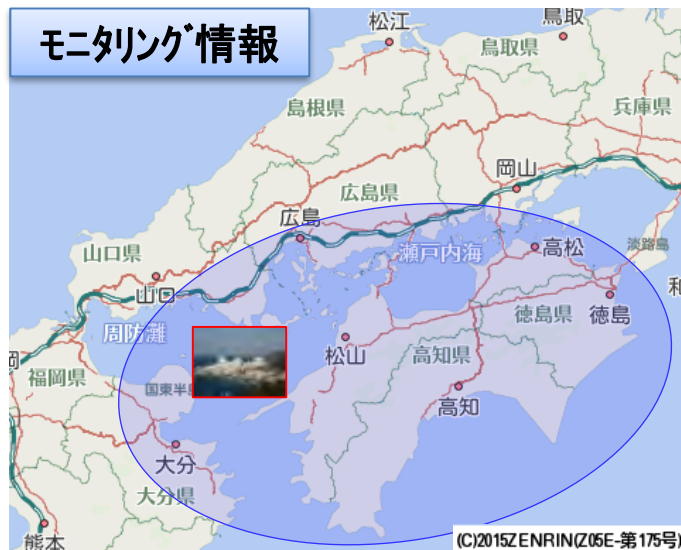 モニタリング情報
松江
鳥取
鳥取県
島根県
兵庫県
岡山
広島県
広島
山口県
瀬戸内海
高松
淡路島
和
山口
周防灘
徳島県
徳島
松山
高知県
岡
福岡県
国東半島
高知
大分
大分県
熊本
(C)2015ZENRIN(Z05E-第175号)